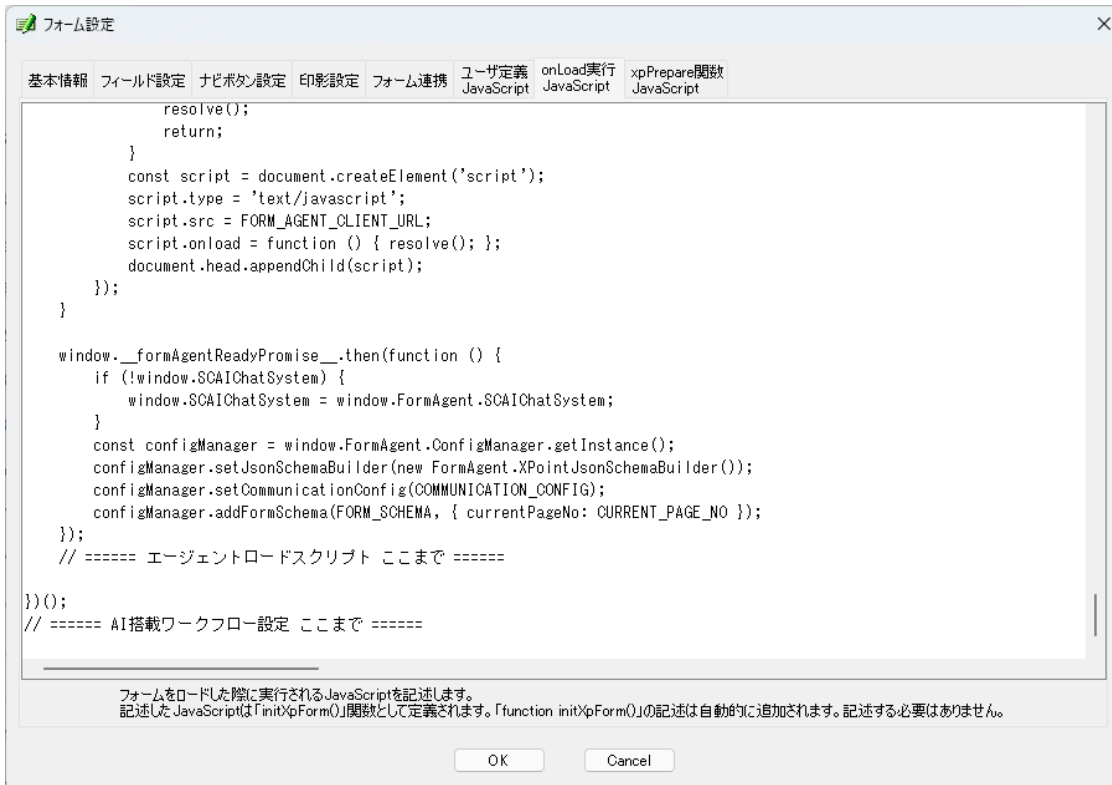 フォーム設定
基本情報 フィールド設定 ナビボタン設定 印影設定 フォーム連携 ユーザ定義 JavaScript onLoad実行 JavaScript xpPrepare関数 JavaScript
                resolve();
                return;
            }
            const script = document.createElement('script');
            script.type = 'text/javascript';
            script.src = FORM_AGENT_CLIENT_URL;
            script.onload = function () { resolve(); };
            document.head.appendChild(script);
        });
    }

    window.__formAgentReadyPromise__.then(function () {
        if (!window.SCAIChatSystem) {
            window.SCAIChatSystem = window.FormAgent.SCAIChatSystem;
        }
        const configManager = window.FormAgent.ConfigManager.getInstance();
        configManager.setJsonSchemaBuilder(new FormAgent.XPointJsonSchemaBuilder());
        configManager.setCommunicationConfig(COMMUNICATION_CONFIG);
        configManager.addFormSchema(FORM_SCHEMA, { currentPageNo: CURRENT_PAGE_NO });
    });
    // ====== エージェントロードスクリプト ここまで ======

})();
// ====== AI搭載ワークフロー設定 ここまで ======
フォームをロードした際に実行されるJavaScriptを記述します。
記述したJavaScriptは「initXpForm()」関数として定義されます。「function initXpForm()」の記述は自動的に追加されます。記述する必要はありません。
OK Cancel